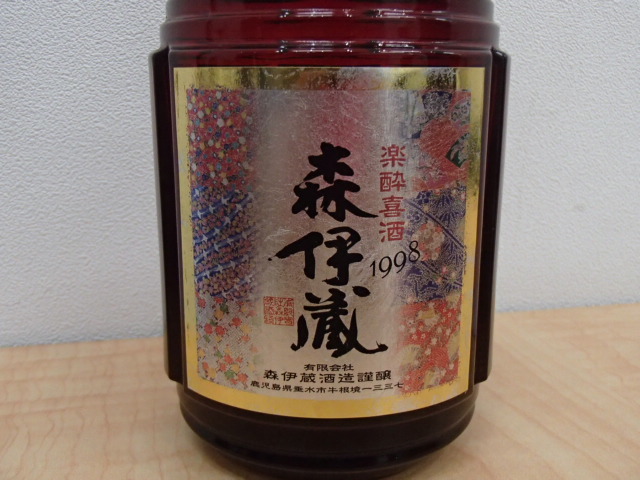 楽酔喜酒
1998
森伊蔵
有限会社
森伊蔵酒造謹醸
鹿児島県垂水市牛根境一三三七